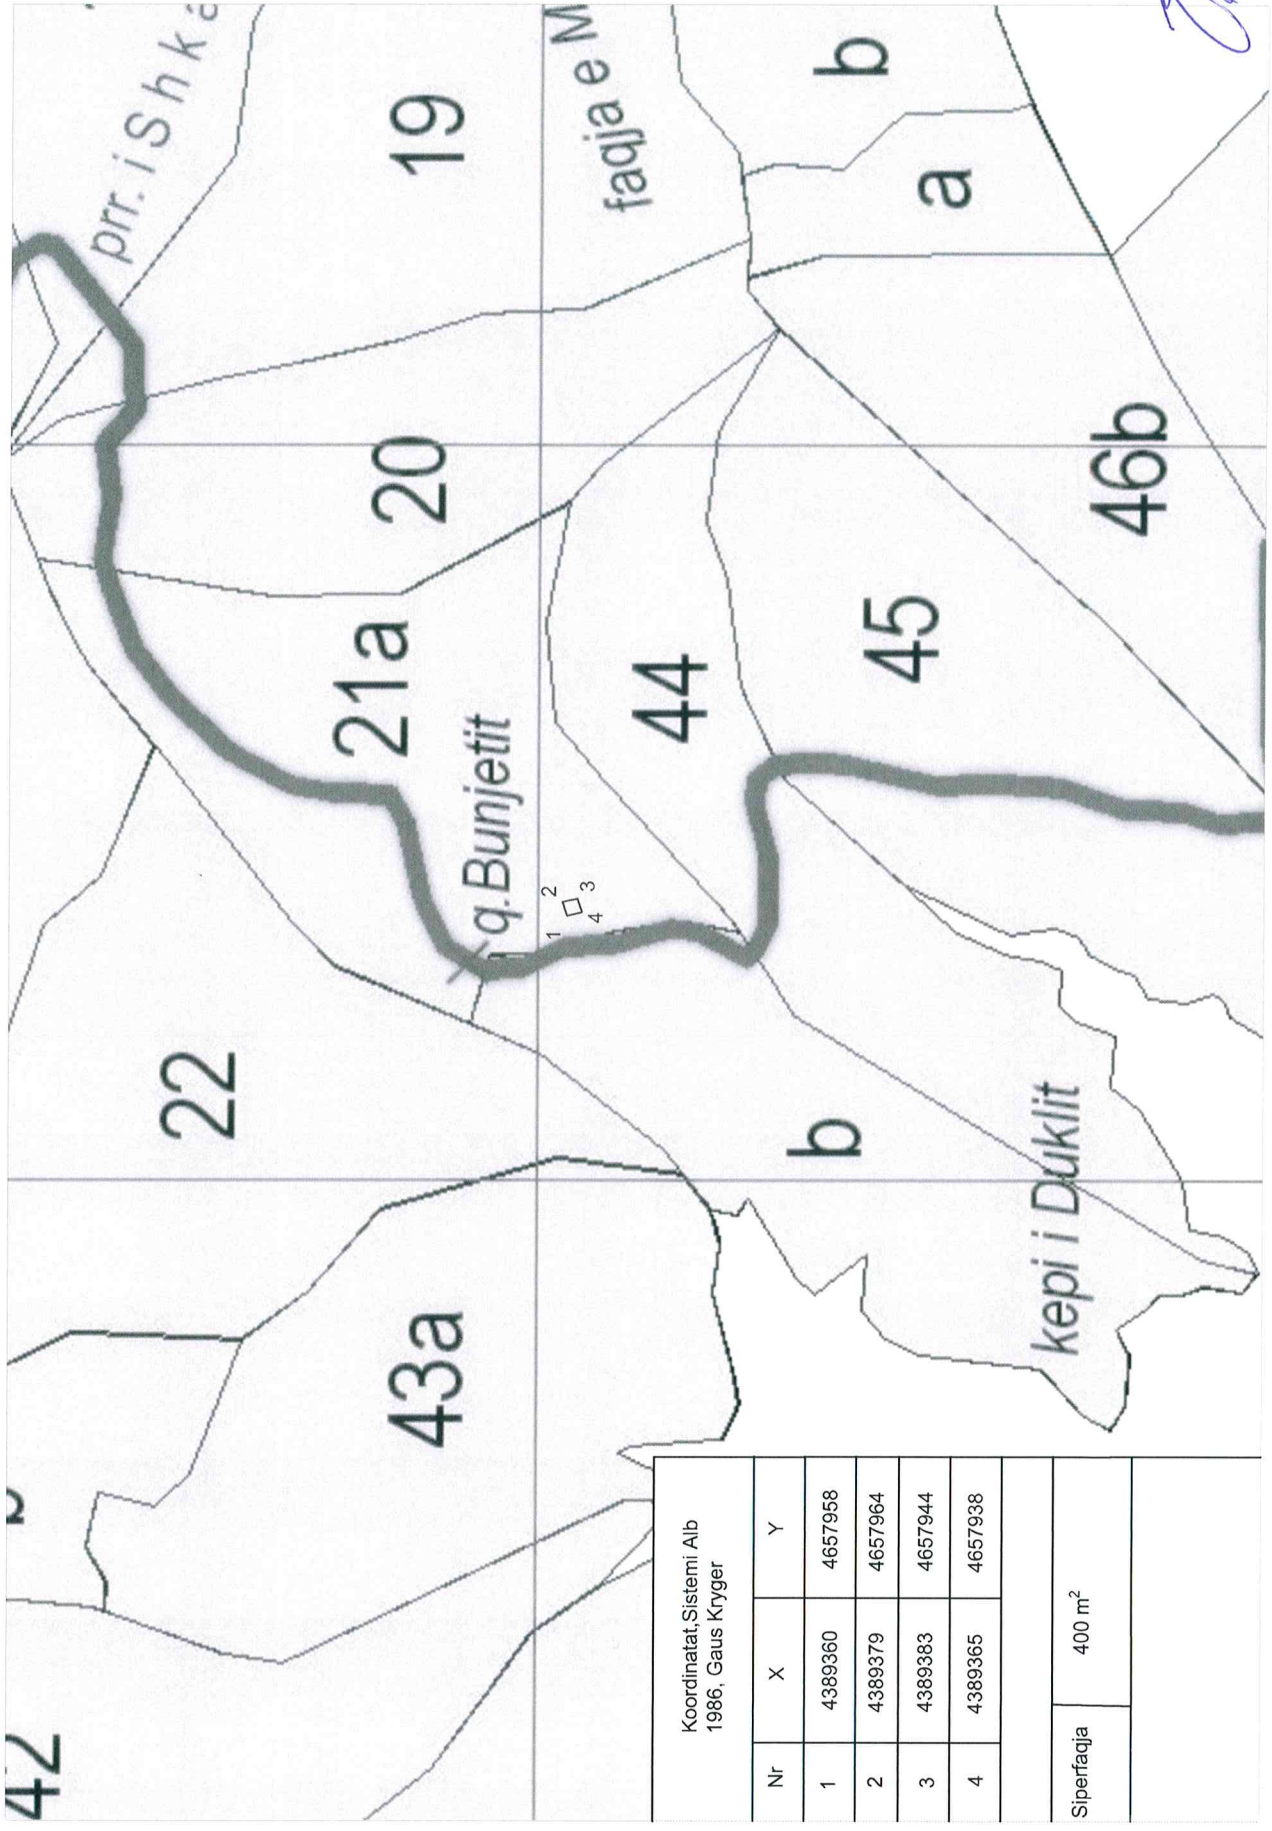 42
prr. i S h k
22
21a
20
43a
19
q.Bunjetit
1
2
4
3
faqja e M
44
b
b
45
a
kepi i Duklit
46b
Koordinatat,Sistemi Alb
1986, Gaus Kryger
Nr X Y
1 4389360 4657958
2 4389379 4657964
3 4389383 4657944
4 4389365 4657938
Siperfaqja 400 m²